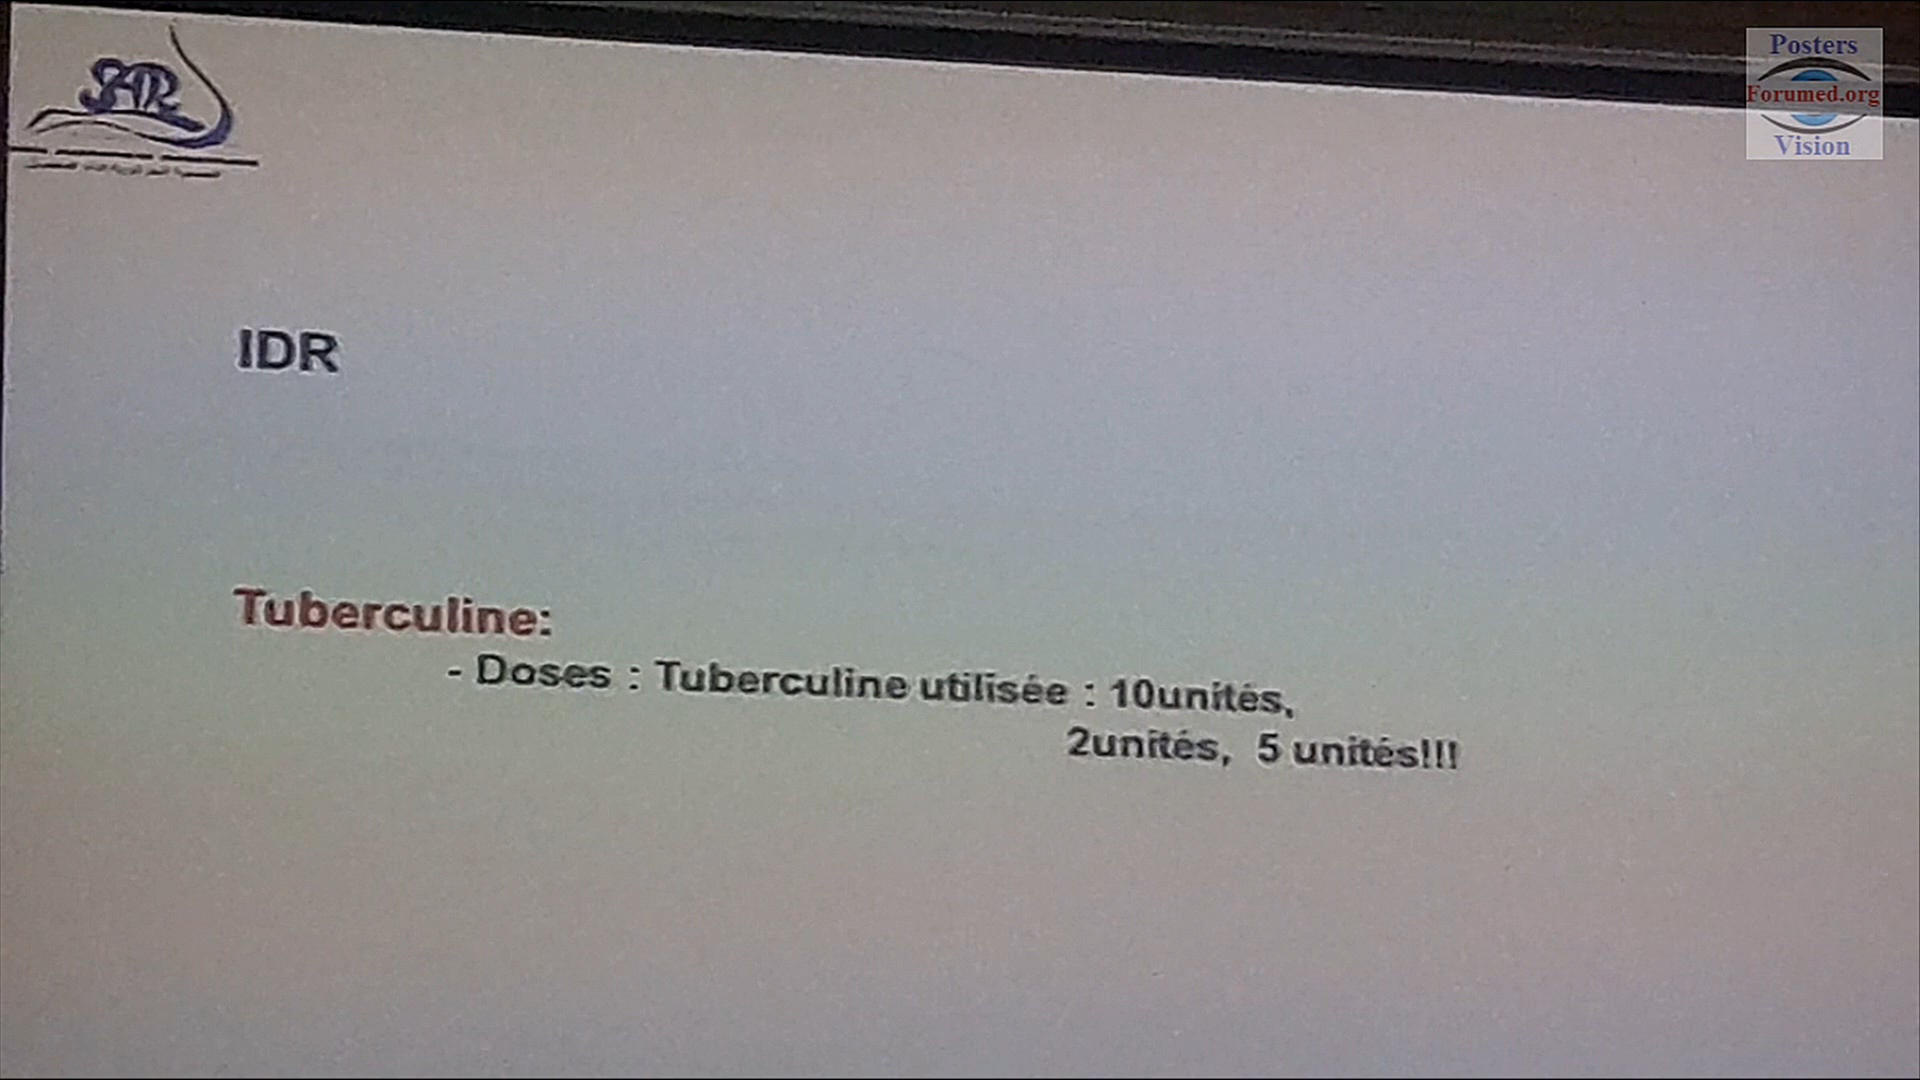 Posters
Forumed.org
Vision
IDR
Tuberculine:
- Doses : Tuberculine utilisée : 10unités,
2unités, 5 unités!!!